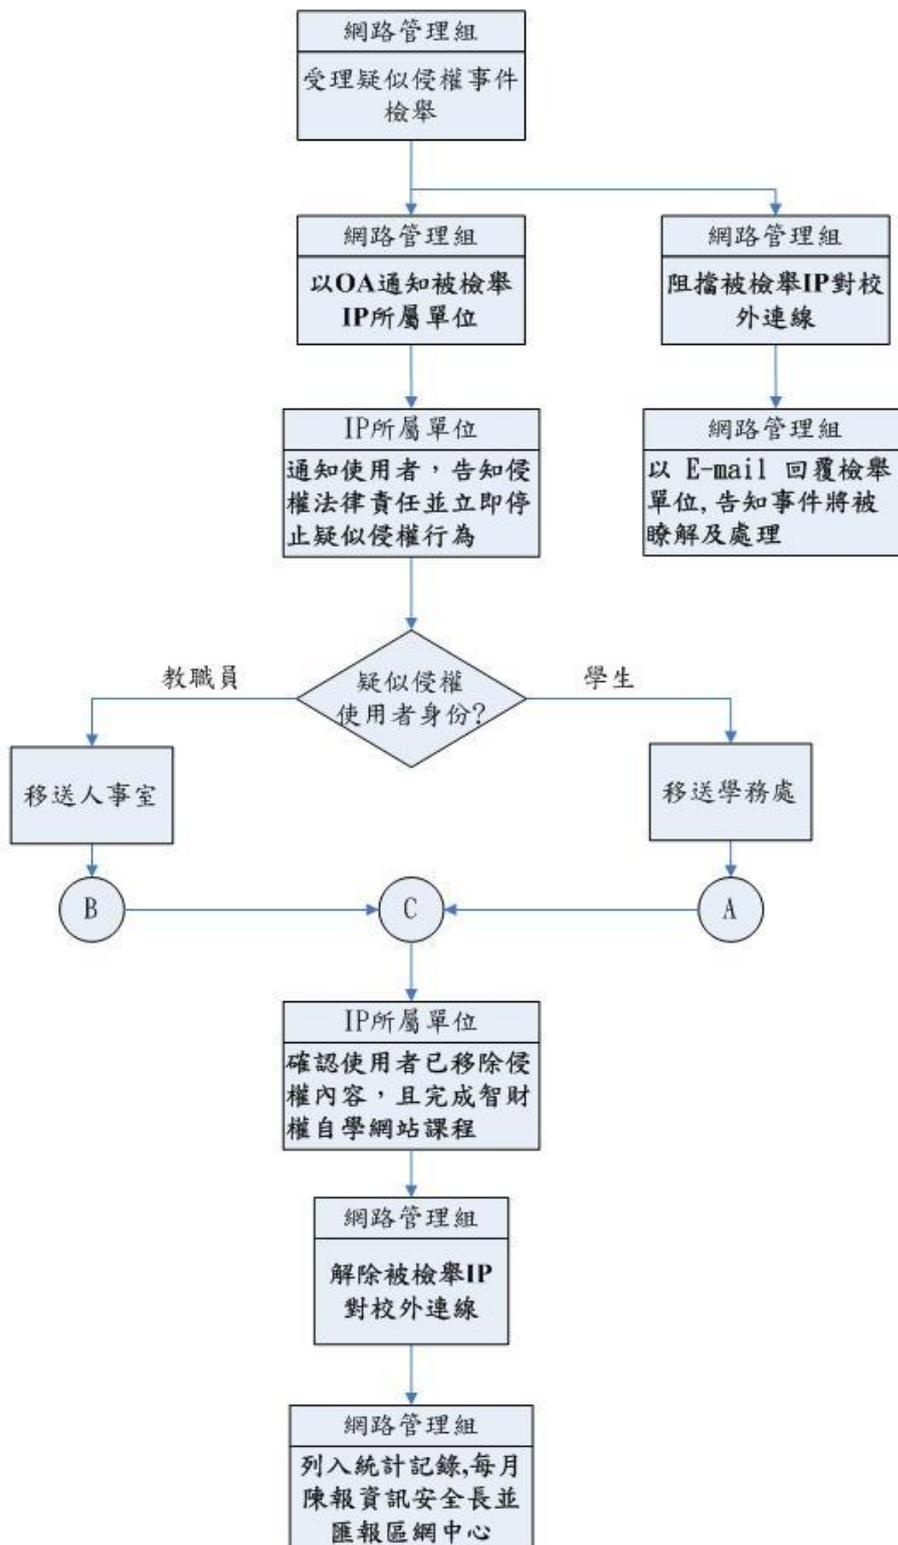 網路管理組
受理疑似侵權事件
檢舉
網路管理組
以OA通知被檢舉
IP所屬單位
網路管理組
阻擋被檢舉IP對校
外連線
IP所屬單位
通知使用者，告知侵
權法律責任並立即停
止疑似侵權行為
網路管理組
以 E-mail 回覆檢舉
單位,告知事件將被
瞭解及處理
疑似侵權
使用者身份?
教職員
學生
移送人事室
移送學務處
B
C
A
IP所屬單位
確認使用者已移除侵
權內容，且完成智財
權自學網站課程
網路管理組
解除被檢舉IP
對校外連線
網路管理組
列入統計記錄,每月
陳報資訊安全長並
匯報區網中心